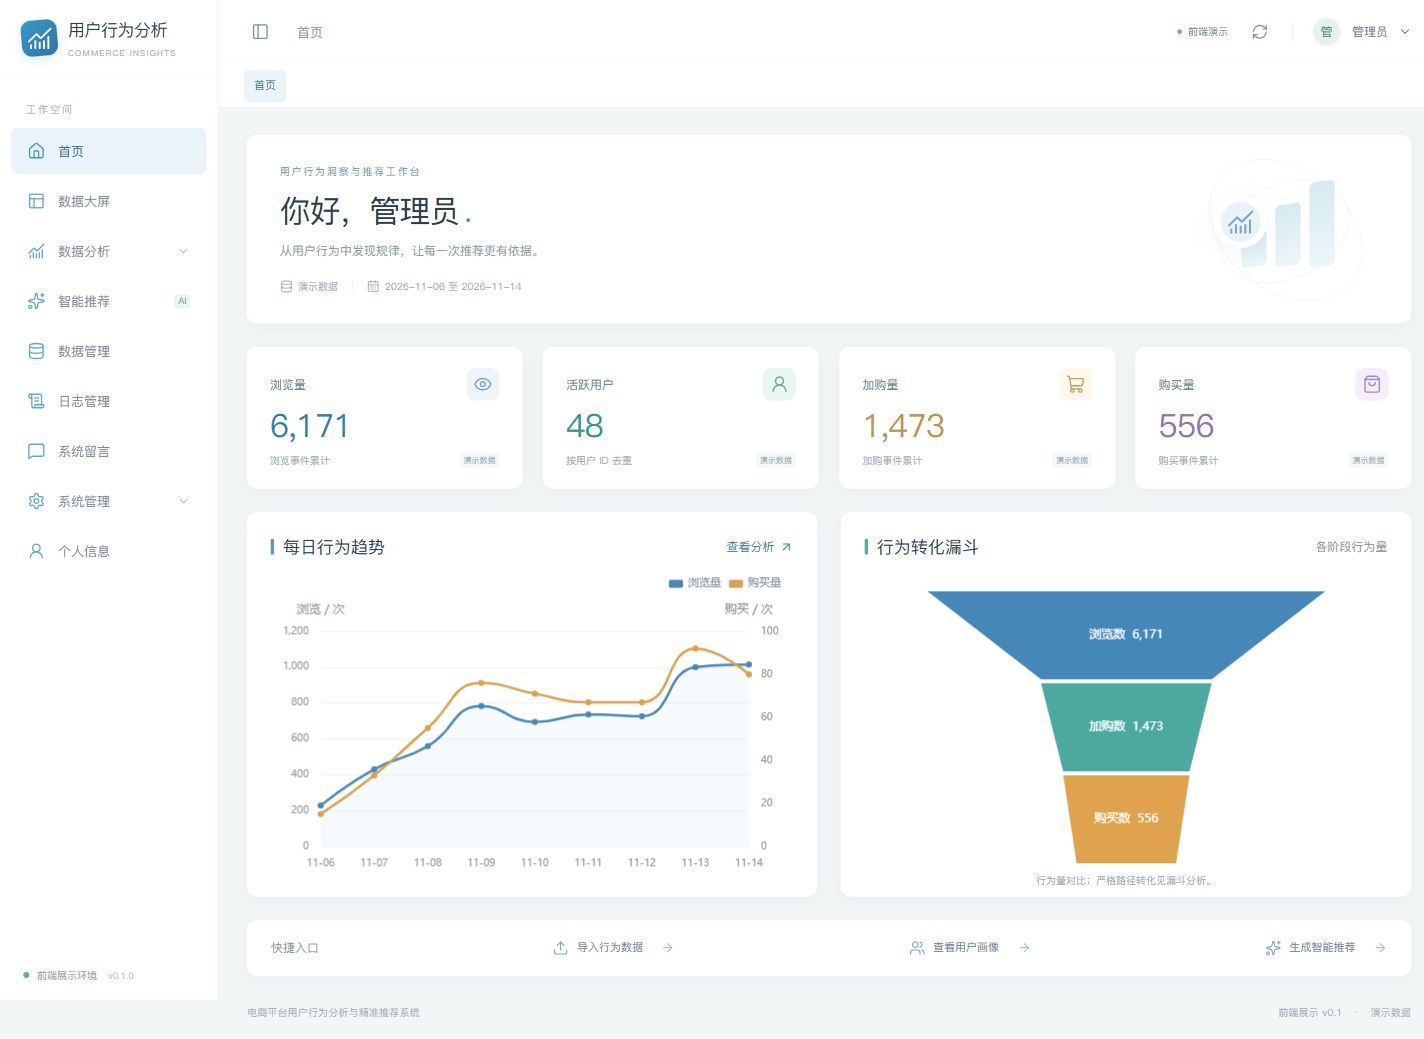 用户行为分析
COMMERCE INSIGHTS
工作空间
首页
数据大屏
数据分析
智能推荐 AI
数据管理
日志管理
系统留言
系统管理
个人信息
前端展示环境 v0.1.0
首页
前端演示
管 管理员
首页
用户行为洞察与推荐工作台
你好，管理员.
从用户行为中发现规律，让每一次推荐更有依据。
演示数据 2026-11-06 至 2026-11-14
浏览量
6,171
浏览事件累计 演示数据
活跃用户
48
按用户 ID 去重 演示数据
加购量
1,473
加购事件累计 演示数据
购买量
556
购买事件累计 演示数据
每日行为趋势 查看分析
浏览量 购买量
浏览 / 次 购买 / 次
1,200 100
1,000 80
800
600 60
400 40
200 20
0 0
11-06 11-07 11-08 11-09 11-10 11-11 11-12 11-13 11-14
行为转化漏斗 各阶段行为量
浏览数 6,171
加购数 1,473
购买数 556
行为量对比；严格路径转化见漏斗分析。
快捷入口 导入行为数据 查看用户画像 生成智能推荐
电商平台用户行为分析与精准推荐系统 前端展示 v0.1 · 演示数据